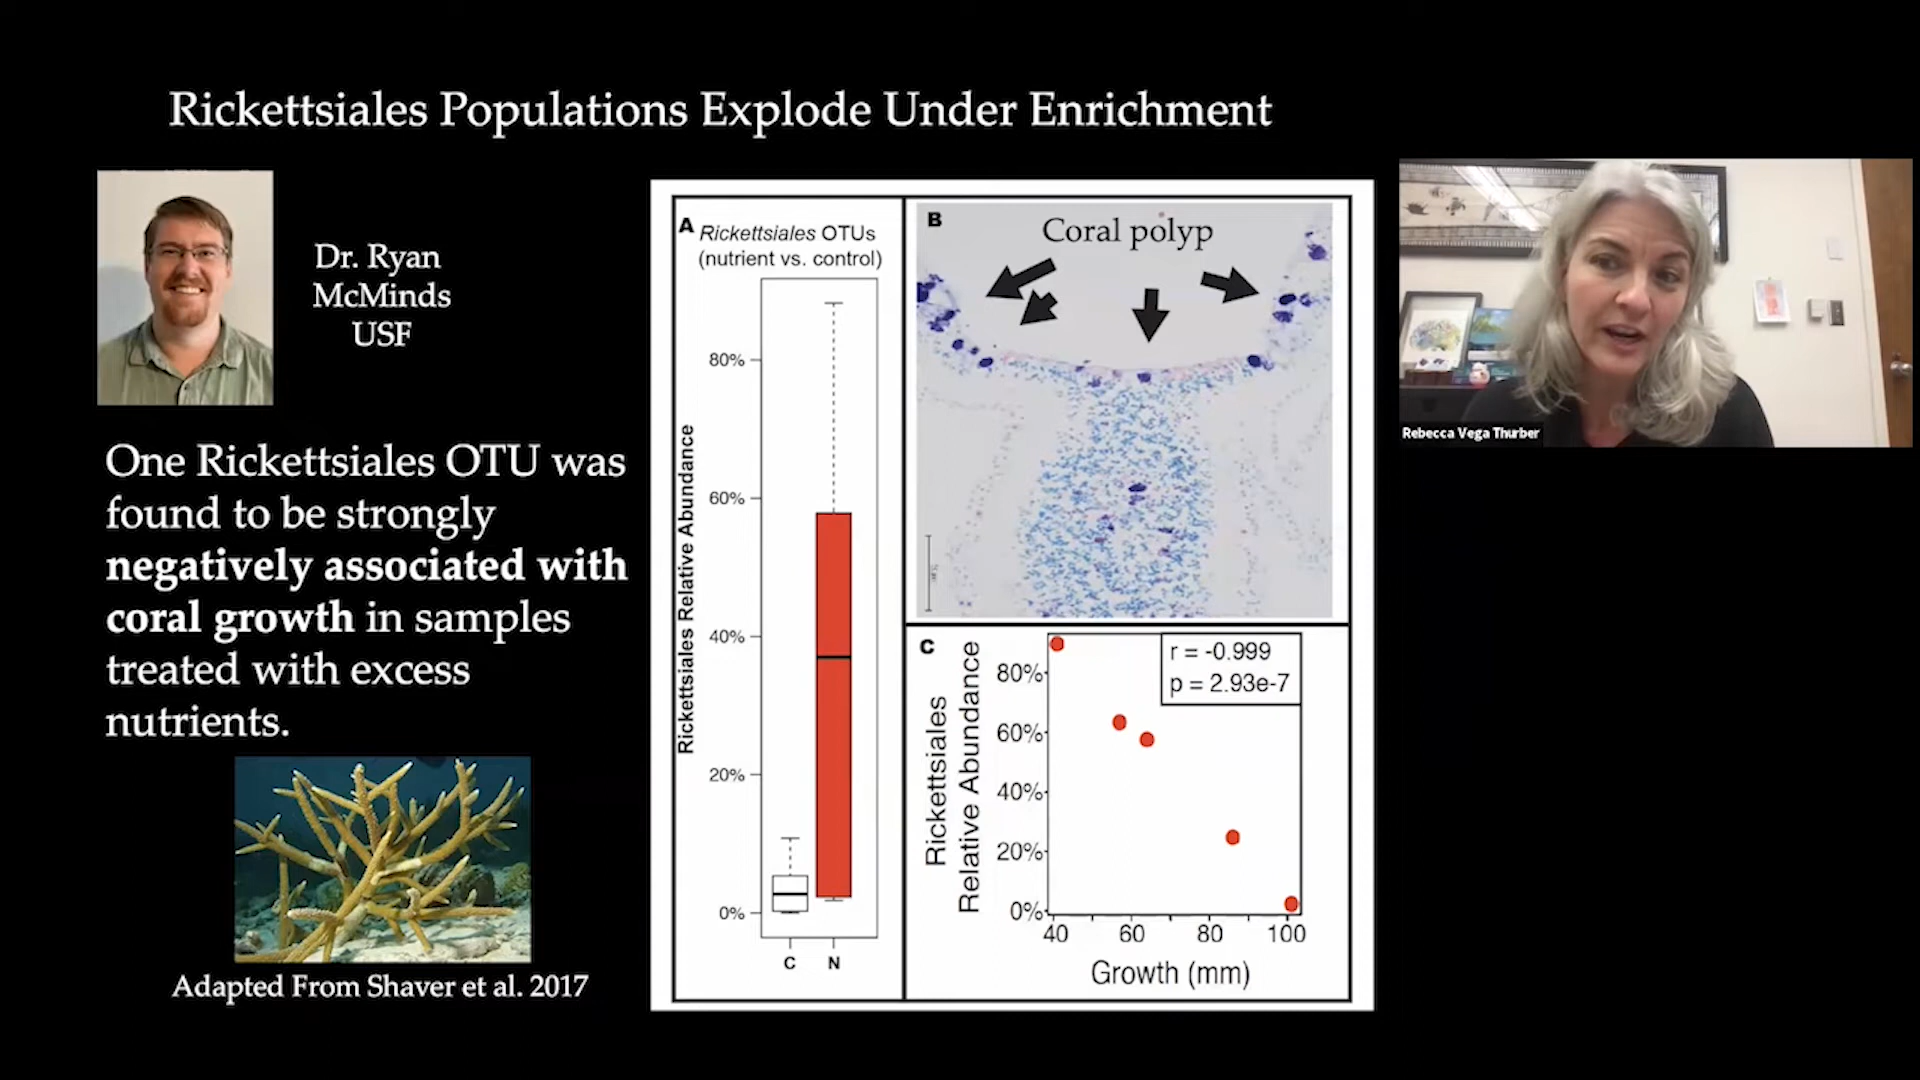 Rickettsiales Populations Explode Under Enrichment
Dr. Ryan
McMinds
USF
One Rickettsiales OTU was
found to be strongly
negatively associated with
coral growth in samples
treated with excess
nutrients.
Adapted From Shaver et al. 2017
A
Rickettsiales OTUs
(nutrient vs. control)
Rickettsiales Relative Abundance
80%
60%
40%
20%
0%
C N
B
Coral polyp
C
r = -0.999
p = 2.93e-7
Rickettsiales
Relative Abundance
80%
60%
40%
20%
0%
40 60 80 100
Growth (mm)
Rebecca Vega Thurber